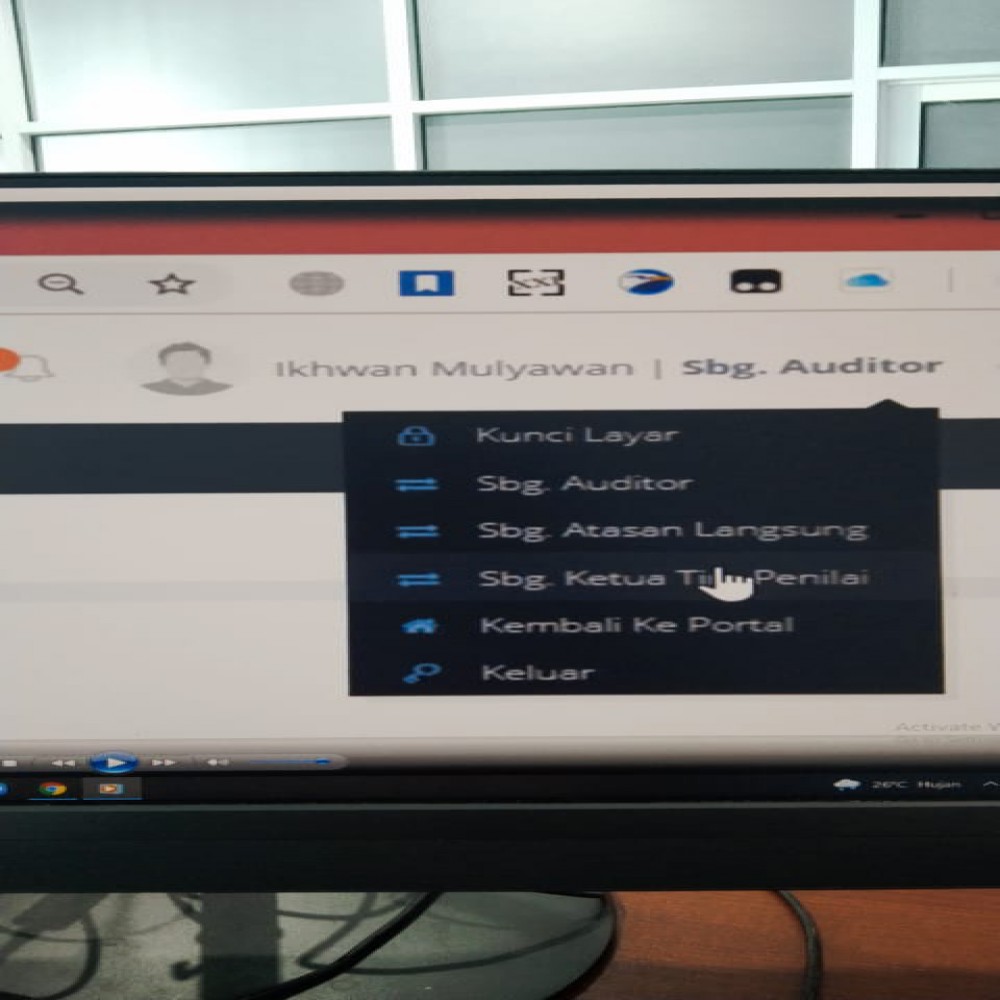 Ikhwan Mulyawan | Sbg. Auditor
Kunci Layar
Sbg. Auditor
Sbg. Atasan Langsung
Sbg. Ketua Penilai
Kembali Ke Portal
Keluar
Activate
26°C Hujan